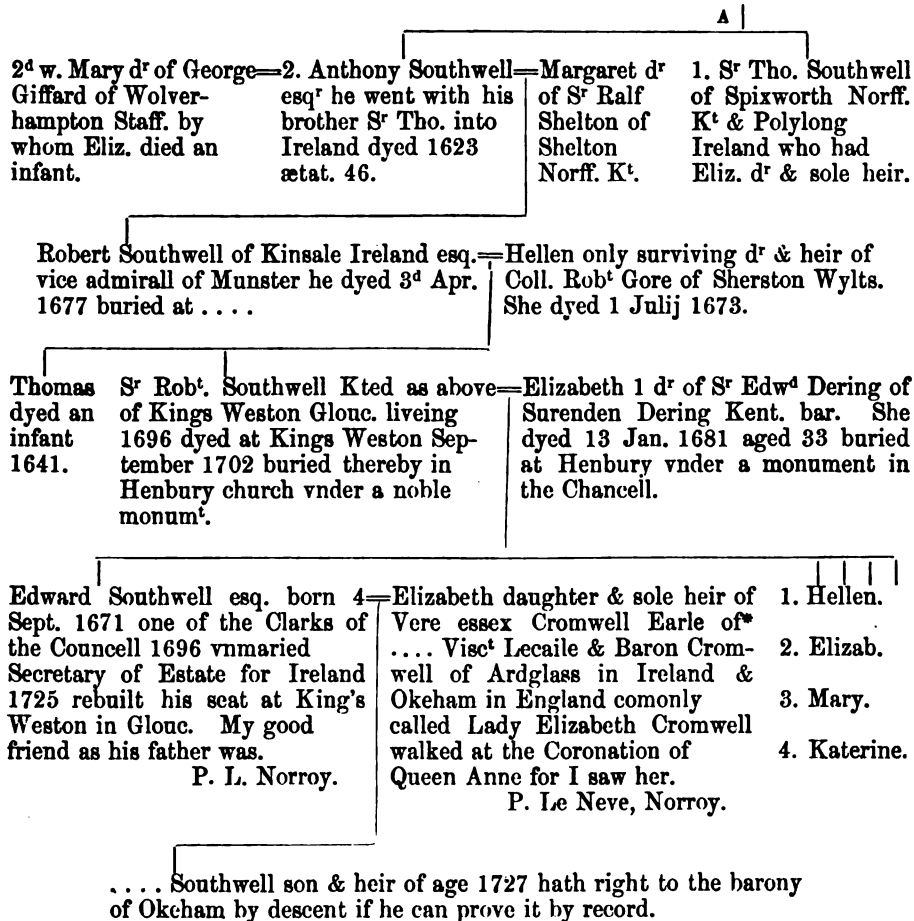 A
2ᵈ w. Mary dʳ of George
Giffard of Wolver-
hampton Staff. by
whom Eliz. died an
infant.
2. Anthony Southwell
esqʳ he went with his
brother Sʳ Tho. into
Ireland dyed 1623
ætat. 46.
Margaret dʳ
of Sʳ Ralf
Shelton of
Shelton
Norff. Kᵗ.
1. Sʳ Tho. Southwell
of Spixworth Norff.
Kᵗ & Polylong
Ireland who had
Eliz. dʳ & sole heir.
Robert Southwell of Kinsale Ireland esq.
vice admirall of Munster he dyed 3ᵈ Apr.
1677 buried at . . . .
Hellen only surviving dʳ & heir of
Coll. Robᵗ Gore of Sherston Wylts.
She dyed 1 Julij 1673.
Thomas
dyed an
infant
1641.
Sʳ Robᵗ. Southwell Kted as above
of Kings Weston Glouc. liveing
1696 dyed at Kings Weston Sep-
tember 1702 buried thereby in
Henbury church vnder a noble
monumᵗ.
Elizabeth 1 dʳ of Sʳ Edwᵈ Dering of
Surenden Dering Kent. bar. She
dyed 13 Jan. 1681 aged 33 buried
at Henbury vnder a monument in
the Chancell.
Edward Southwell esq. born 4
Sept. 1671 one of the Clarks of
the Councell 1696 vnmaried
Secretary of Estate for Ireland
1725 rebuilt his seat at King's
Weston in Glouc. My good
friend as his father was.
P. L. Norroy.
Elizabeth daughter & sole heir of
Vere essex Cromwell Earle of*
. . . . Viscᵗ Lecaile & Baron Crom-
well of Ardglass in Ireland &
Okeham in England comonly
called Lady Elizabeth Cromwell
walked at the Coronation of
Queen Anne for I saw her.
P. Le Neve, Norroy.
1. Hellen.
2. Elizab.
3. Mary.
4. Katerine.
. . . . Southwell son & heir of age 1727 hath right to the barony
of Okeham by descent if he can prove it by record.